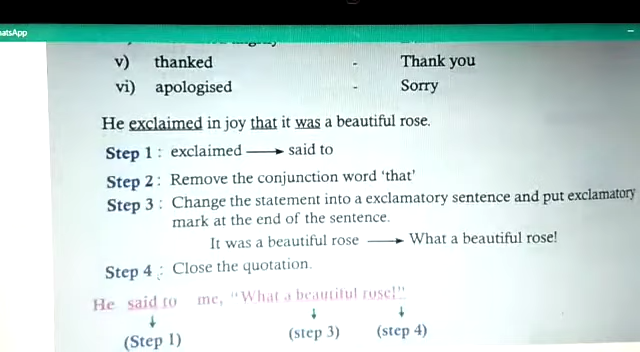 v) thanked - Thank you
vi) apologised - Sorry
He exclaimed in joy that it was a beautiful rose.
Step 1 : exclaimed ⟶ said to
Step 2 : Remove the conjunction word 'that'
Step 3 : Change the statement into a exclamatory sentence and put exclamatory
mark at the end of the sentence.
It was a beautiful rose ⟶ What a beautiful rose!
Step 4 : Close the quotation.
He said to me, "What a beautiful rose!"
(Step 1) (step 3) (step 4)